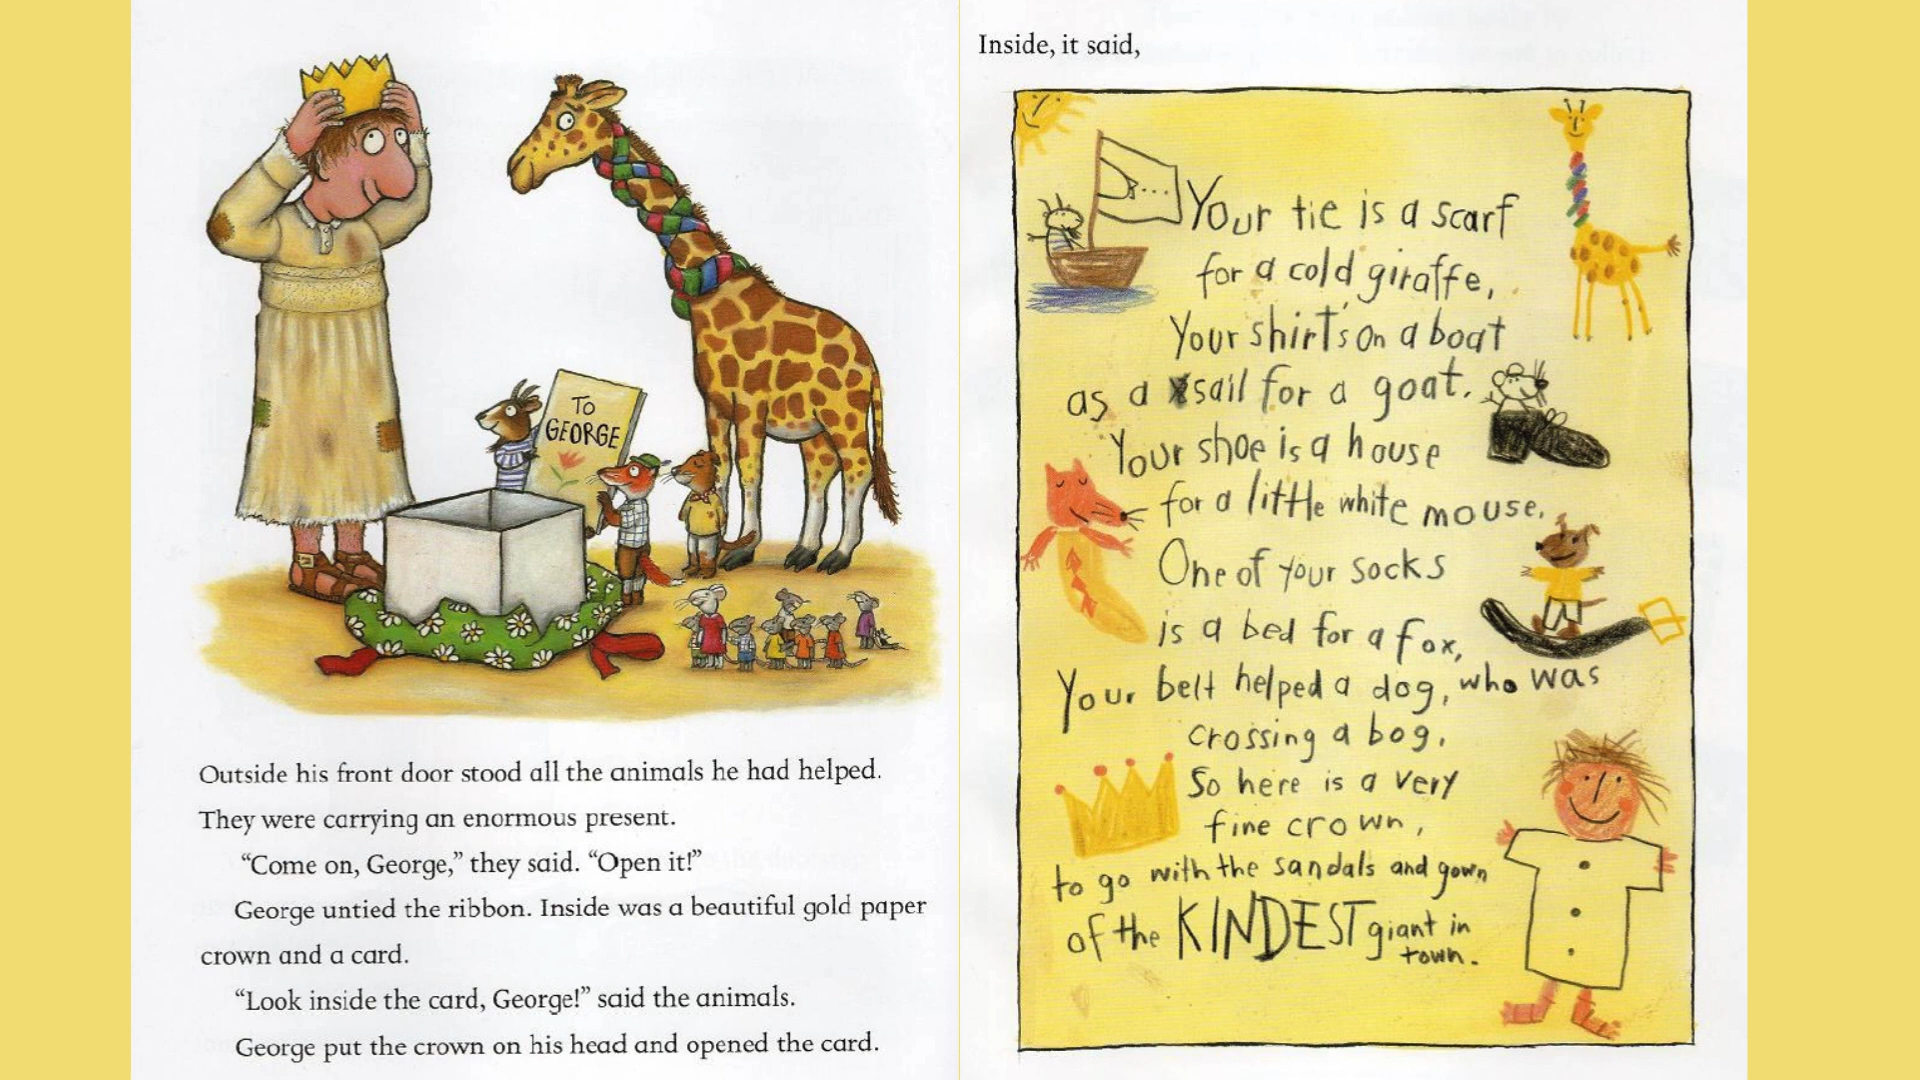 TO
GEORGE
Outside his front door stood all the animals he had helped.
They were carrying an enormous present.
“Come on, George,” they said. “Open it!”
George untied the ribbon. Inside was a beautiful gold paper
crown and a card.
“Look inside the card, George!” said the animals.
George put the crown on his head and opened the card.
Inside, it said,
Your tie is a scarf
for a cold giraffe,
Your shirt's on a boat
as a sail for a goat.
Your shoe is a house
for a little white mouse.
One of your socks
is a bed for a fox,
Your belt helped a dog, who was
crossing a bog.
So here is a very
fine crown,
to go with the sandals and gown
of the KINDEST giant in
town.